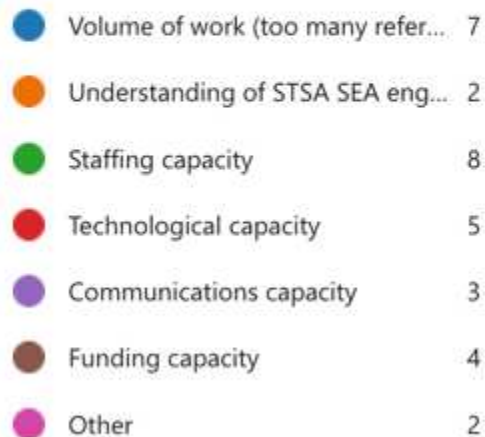 Volume of work (too many refer... 7
Understanding of STSA SEA eng... 2
Staffing capacity 8
Technological capacity 5
Communications capacity 3
Funding capacity 4
Other 2